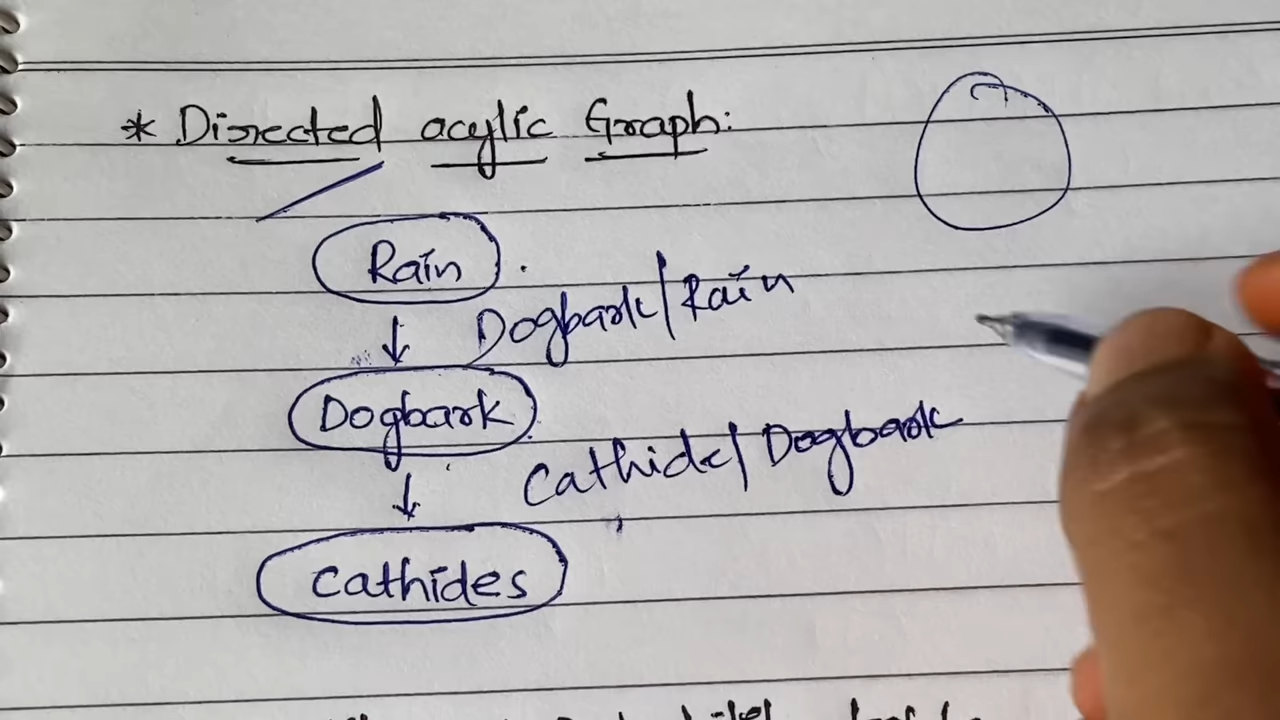 * Directed acylic Graph:
Rain
Dogbark/Rain
Dogbark
Cathide/Dogbark
Cathides